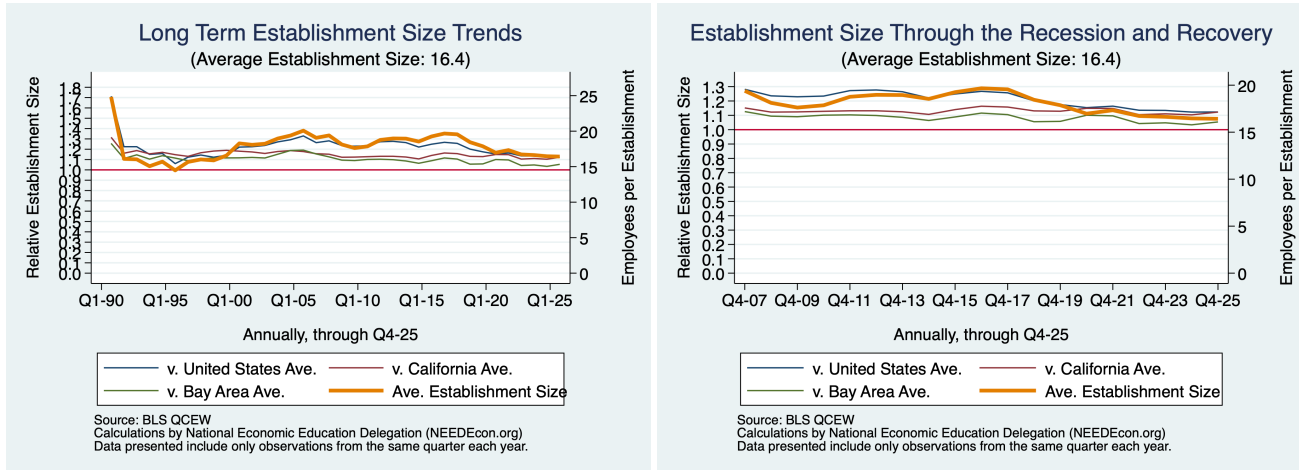 Long Term Establishment Size Trends
(Average Establishment Size: 16.4)
Relative Establishment Size
1.8
1.7
1.6
1.5
1.4
1.3
1.2
1.1
1.0
0.9
0.8
0.7
0.6
0.5
0.4
0.3
0.2
0.1
0.0
25
20
15
10
5
0
Employees per Establishment
Q1-90 Q1-95 Q1-00 Q1-05 Q1-10 Q1-15 Q1-20 Q1-25
Annually, through Q4-25
v. United States Ave. v. California Ave.
v. Bay Area Ave. Ave. Establishment Size
Source: BLS QCEW
Calculations by National Economic Education Delegation (NEEDEcon.org)
Data presented include only observations from the same quarter each year.
Establishment Size Through the Recession and Recovery
(Average Establishment Size: 16.4)
Relative Establishment Size
1.3
1.2
1.1
1.0
0.9
0.8
0.7
0.6
0.5
0.4
0.3
0.2
0.1
0.0
20
15
10
5
0
Employees per Establishment
Q4-07 Q4-09 Q4-11 Q4-13 Q4-15 Q4-17 Q4-19 Q4-21 Q4-23 Q4-25
Annually, through Q4-25
v. United States Ave. v. California Ave.
v. Bay Area Ave. Ave. Establishment Size
Source: BLS QCEW
Calculations by National Economic Education Delegation (NEEDEcon.org)
Data presented include only observations from the same quarter each year.